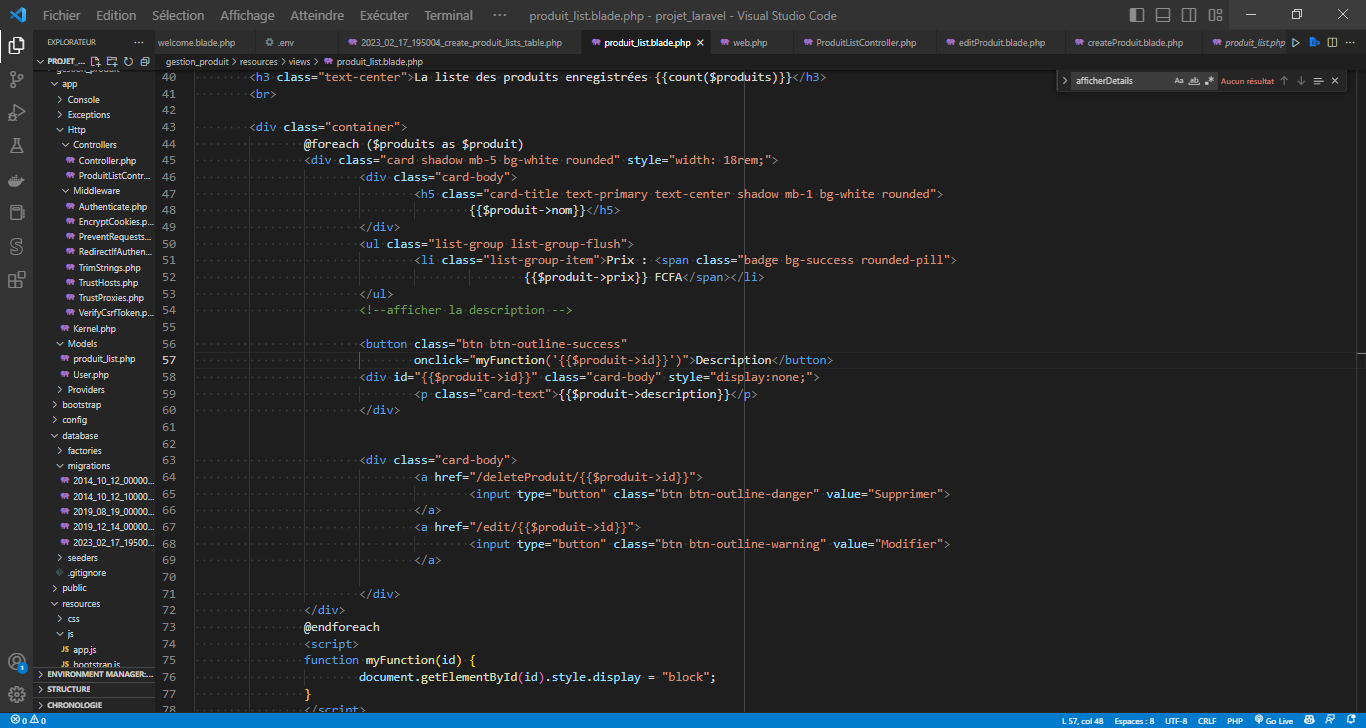 Fichier Edition Sélection Affichage Atteindre Exécuter Terminal ··· produit_list.blade.php - projet_laravel - Visual Studio Code
EXPLORATEUR ··· welcome.blade.php .env 2023_02_17_195004_create_produit_lists_table.php produit_list.blade.php web.php ProduitListController.php editProduit.blade.php createProduit.blade.php produit_list.php ···
PROJET_... gestion_produit > resources > views > produit_list.blade.php
gestion_produit
app
Console
Exceptions
Http
Controllers
Controller.php
ProduitListContr...
Middleware
Authenticate.php
EncryptCookies.p...
PreventRequests...
RedirectIfAuthen...
TrimStrings.php
TrustHosts.php
TrustProxies.php
VerifyCsrfToken.p...
Kernel.php
Models
produit_list.php
User.php
Providers
bootstrap
config
database
factories
migrations
2014_10_12_00000...
2014_10_12_10000...
2019_08_19_00000...
2019_12_14_00000...
2023_02_17_19500...
seeders
.gitignore
public
resources
css
js
JS app.js
JS bootstrap.js
ENVIRONMENT MANAGER:...
STRUCTURE
CHRONOLOGIE
afficherDetails Aa ab .* Aucun résultat
40 <h3 class="text-center">La liste des produits enregistrées {{count($produits)}}</h3>
41 <br>
42
43 <div class="container">
44 @foreach ($produits as $produit)
45 <div class="card shadow mb-5 bg-white rounded" style="width: 18rem;">
46 <div class="card-body">
47 <h5 class="card-title text-primary text-center shadow mb-1 bg-white rounded">
48 {{$produit->nom}}</h5>
49 </div>
50 <ul class="list-group list-group-flush">
51 <li class="list-group-item">Prix : <span class="badge bg-success rounded-pill">
52 {{$produit->prix}} FCFA</span></li>
53 </ul>
54 <!--afficher la description -->
55
56 <button class="btn btn-outline-success"
57 onclick="myFunction('{{$produit->id}}')">Description</button>
58 <div id="{{$produit->id}}" class="card-body" style="display:none;">
59 <p class="card-text">{{$produit->description}}</p>
60 </div>
61
62
63 <div class="card-body">
64 <a href="/deleteProduit/{{$produit->id}}">
65 <input type="button" class="btn btn-outline-danger" value="Supprimer">
66 </a>
67 <a href="/edit/{{$produit->id}}">
68 <input type="button" class="btn btn-outline-warning" value="Modifier">
69 </a>
70
71 </div>
72 </div>
73 @endforeach
74 <script>
75 function myFunction(id) {
76 document.getElementById(id).style.display = "block";
77 }
78 </script>
1
0 0 L 57, col 48 Espaces : 8 UTF-8 CRLF PHP Go Live